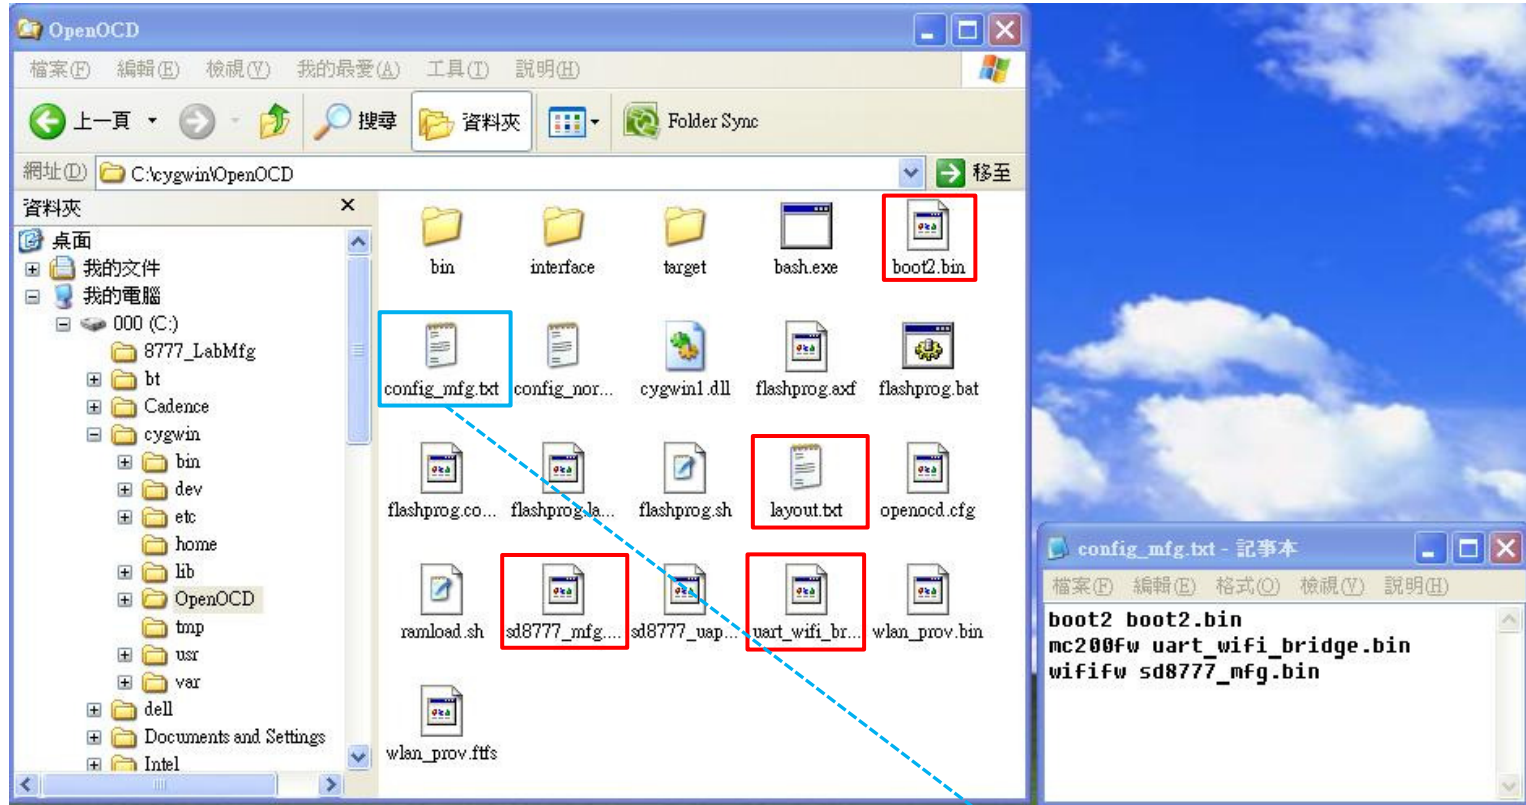 OpenOCD
檔案(F) 編輯(E) 檢視(V) 我的最愛(A) 工具(T) 說明(H)
上一頁 搜尋 資料夾 Folder Sync
網址(D) C:\cygwin\OpenOCD 移至
資料夾
桌面
我的文件
我的電腦
000 (C:)
8777_LabMfg
bt
Cadence
cygwin
bin
dev
etc
home
lib
OpenOCD
tmp
usr
var
dell
Documents and Settings
Intel
bin interface target bash.exe boot2.bin
config_mfg.txt config_nor... cygwin1.dll flashprog.axf flashprog.bat
flashprog.co... flashprog.la... flashprog.sh layout.txt openocd.cfg
ramload.sh sd8777_mfg.... sd8777_uap... uart_wifi_br... wlan_prov.bin
wlan_prov.ftfs
config_mfg.txt - 記事本
檔案(F) 編輯(E) 格式(O) 檢視(V) 說明(H)
boot2 boot2.bin
mc200fw uart_wifi_bridge.bin
wififw sd8777_mfg.bin